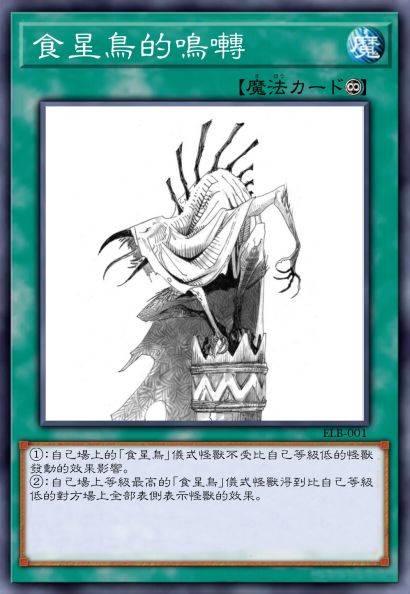 食星鳥的鳴囀
魔
【魔法カード♾】
ELB-001
①:自己場上的「食星鳥」儀式怪獸不受比自己等級低的怪獸
發動的效果影響。
②:自己場上等級最高的「食星鳥」儀式怪獸得到比自己等級
低的對方場上全部表側表示怪獸的效果。